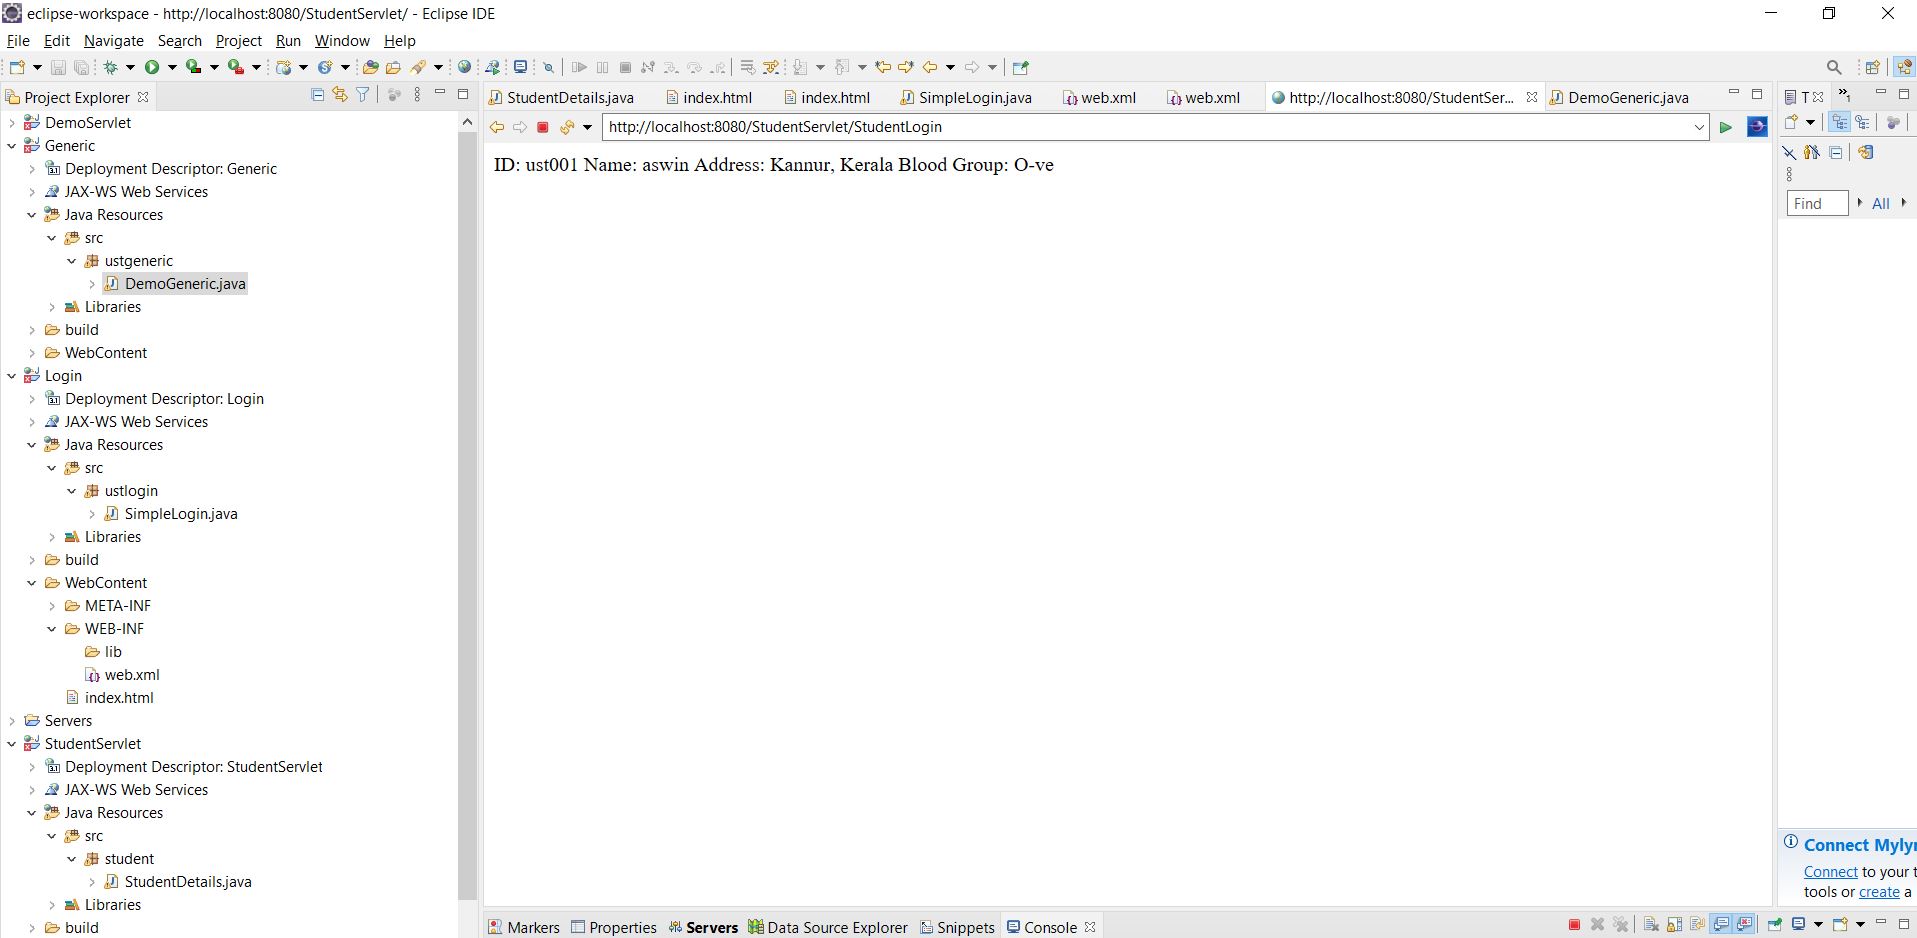 eclipse-workspace - http://localhost:8080/StudentServlet/ - Eclipse IDE
File Edit Navigate Search Project Run Window Help
Project Explorer
DemoServlet
Generic
Deployment Descriptor: Generic
JAX-WS Web Services
Java Resources
src
ustgeneric
DemoGeneric.java
Libraries
build
WebContent
Login
Deployment Descriptor: Login
JAX-WS Web Services
Java Resources
src
ustlogin
SimpleLogin.java
Libraries
build
WebContent
META-INF
WEB-INF
lib
web.xml
index.html
Servers
StudentServlet
Deployment Descriptor: StudentServlet
JAX-WS Web Services
Java Resources
src
student
StudentDetails.java
Libraries
build
StudentDetails.java index.html index.html SimpleLogin.java web.xml web.xml http://localhost:8080/StudentSer... DemoGeneric.java
http://localhost:8080/StudentServlet/StudentLogin
ID: ust001 Name: aswin Address: Kannur, Kerala Blood Group: O-ve
Markers Properties Servers Data Source Explorer Snippets Console
T »1
Find All
Connect Mylyn
Connect to your t
tools or create a